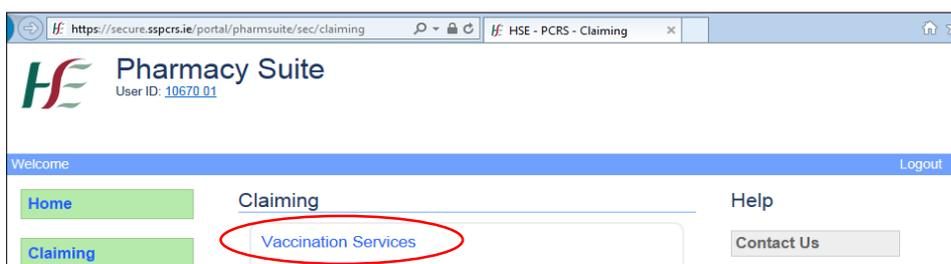 https://secure.sspcrs.ie/portal/pharmsuite/sec/claiming
HSE - PCRS - Claiming
Pharmacy Suite
User ID: 10670 01
Welcome
Logout
Home
Claiming
Claiming
Vaccination Services
Help
Contact Us